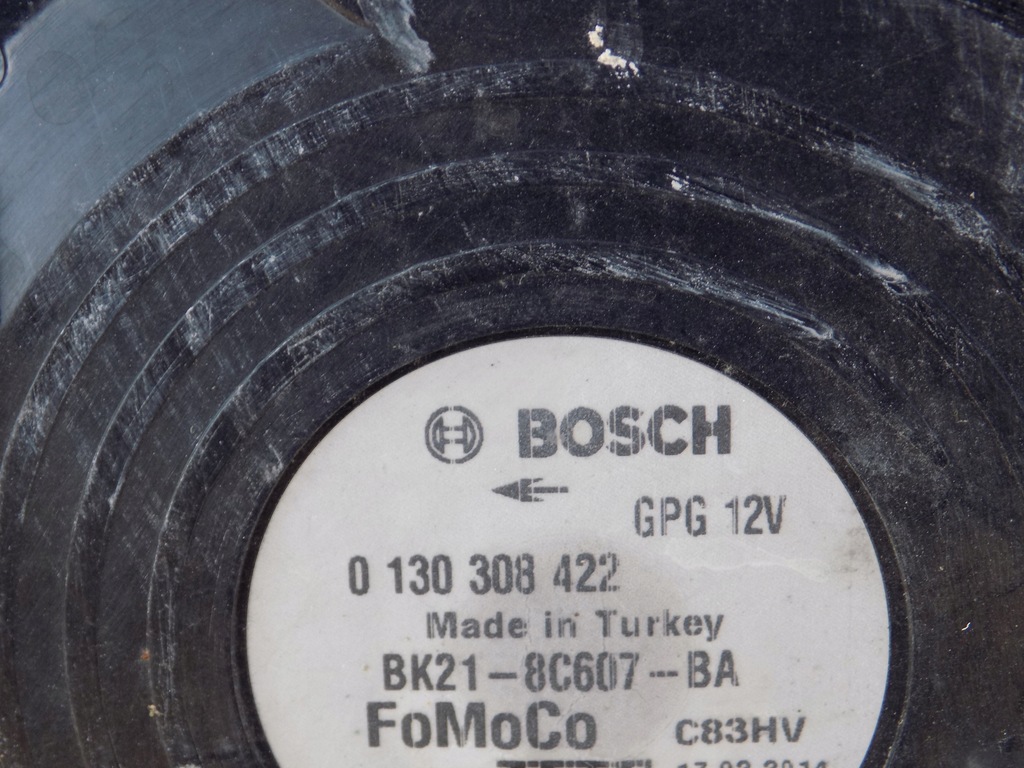 BOSCH
GPG 12V
0 130 308 422
Made in Turkey
BK21-8C607--BA
FoMoCo C83HV